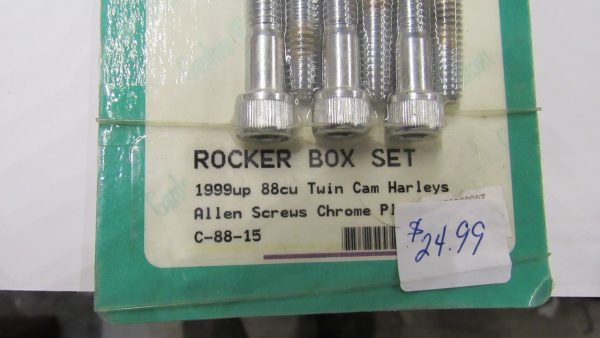 ROCKER BOX SET
1999up 88cu Twin Cam Harleys
Allen Screws Chrome Pl
C-88-15
$24.99